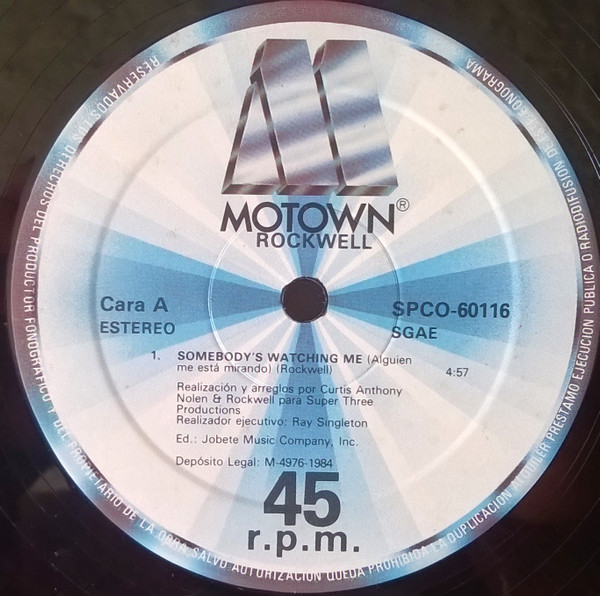 MOTOWN®
ROCKWELL
Cara A
ESTEREO
SPCO-60116
SGAE
1. SOMEBODY'S WATCHING ME (Alguien
me está mirando) (Rockwell)
4:57
Realización y arreglos por Curtis Anthony
Nolen & Rockwell para Super Three
Productions
Realizador ejecutivo: Ray Singleton
Ed.: Jobete Music Company, Inc.
Depósito Legal: M-4976-1984
45
r.p.m.
RESERVADOS LOS DERECHOS DEL PRODUCTOR FONOGRAFICO Y DEL PROPIETARIO DE LA OBRA SALVO AUTORIZACION QUEDA PROHIBIDA LA DUPLICACION ALQUILER PRESTAMO EJECUCION PUBLICA O RADIODIFUSION DE ESTE FONOGRAMA